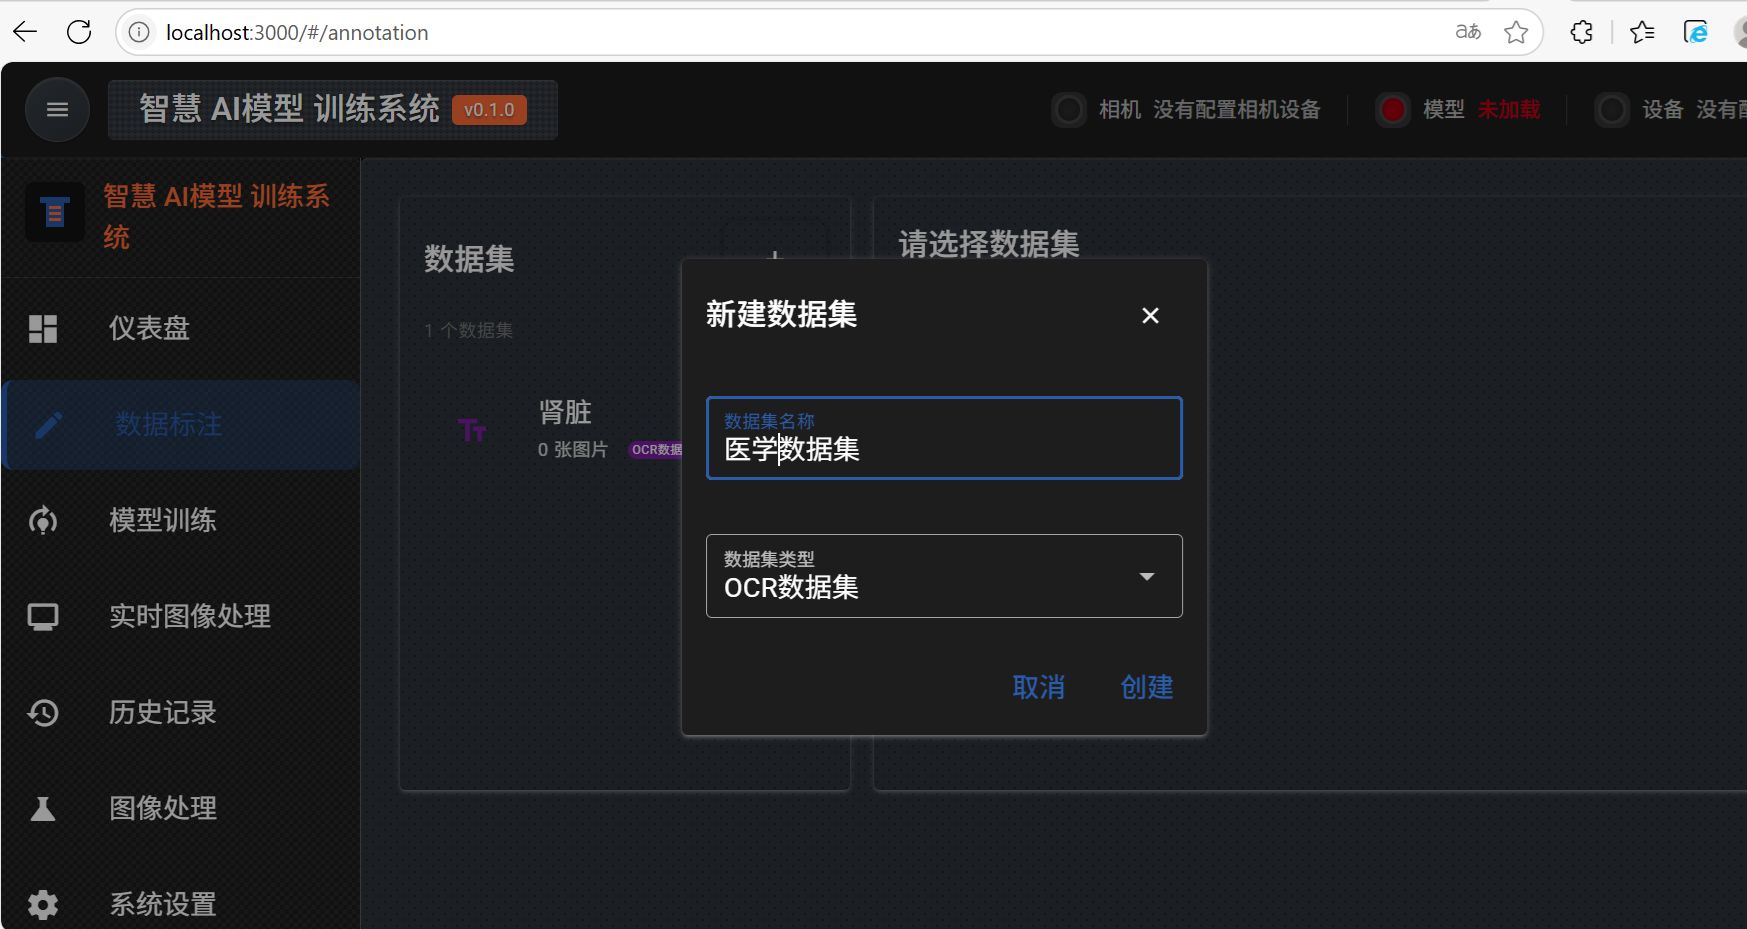 localhost:3000/#/annotation
智慧 AI模型 训练系统 v0.1.0
相机 没有配置相机设备
模型 未加载
设备 没有配
智慧 AI模型 训练系
统
仪表盘
数据标注
模型训练
实时图像处理
历史记录
图像处理
系统设置
数据集
1 个数据集
肾脏
0 张图片 OCR数据
请选择数据集
新建数据集
数据集名称
医学数据集
数据集类型
OCR数据集
取消 创建